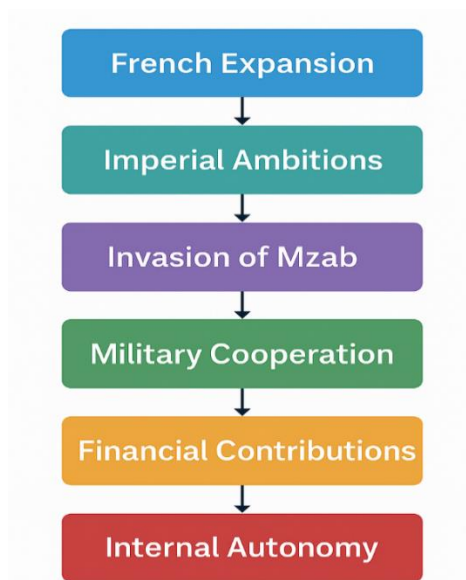 French Expansion
Imperial Ambitions
Invasion of Mzab
Military Cooperation
Financial Contributions
Internal Autonomy